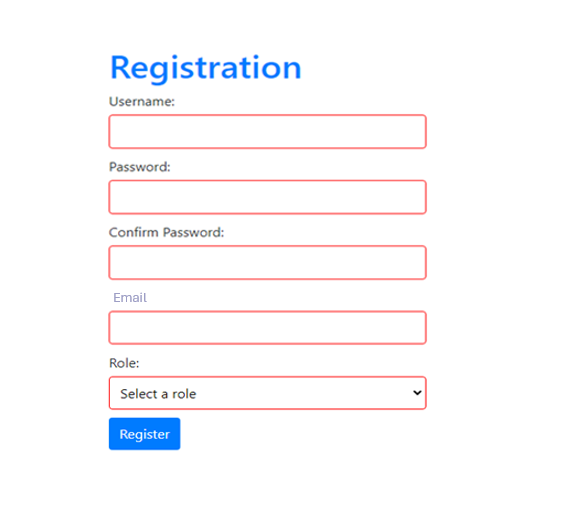 Registration
Username:
Password:
Confirm Password:
Email
Role:
Select a role
Register